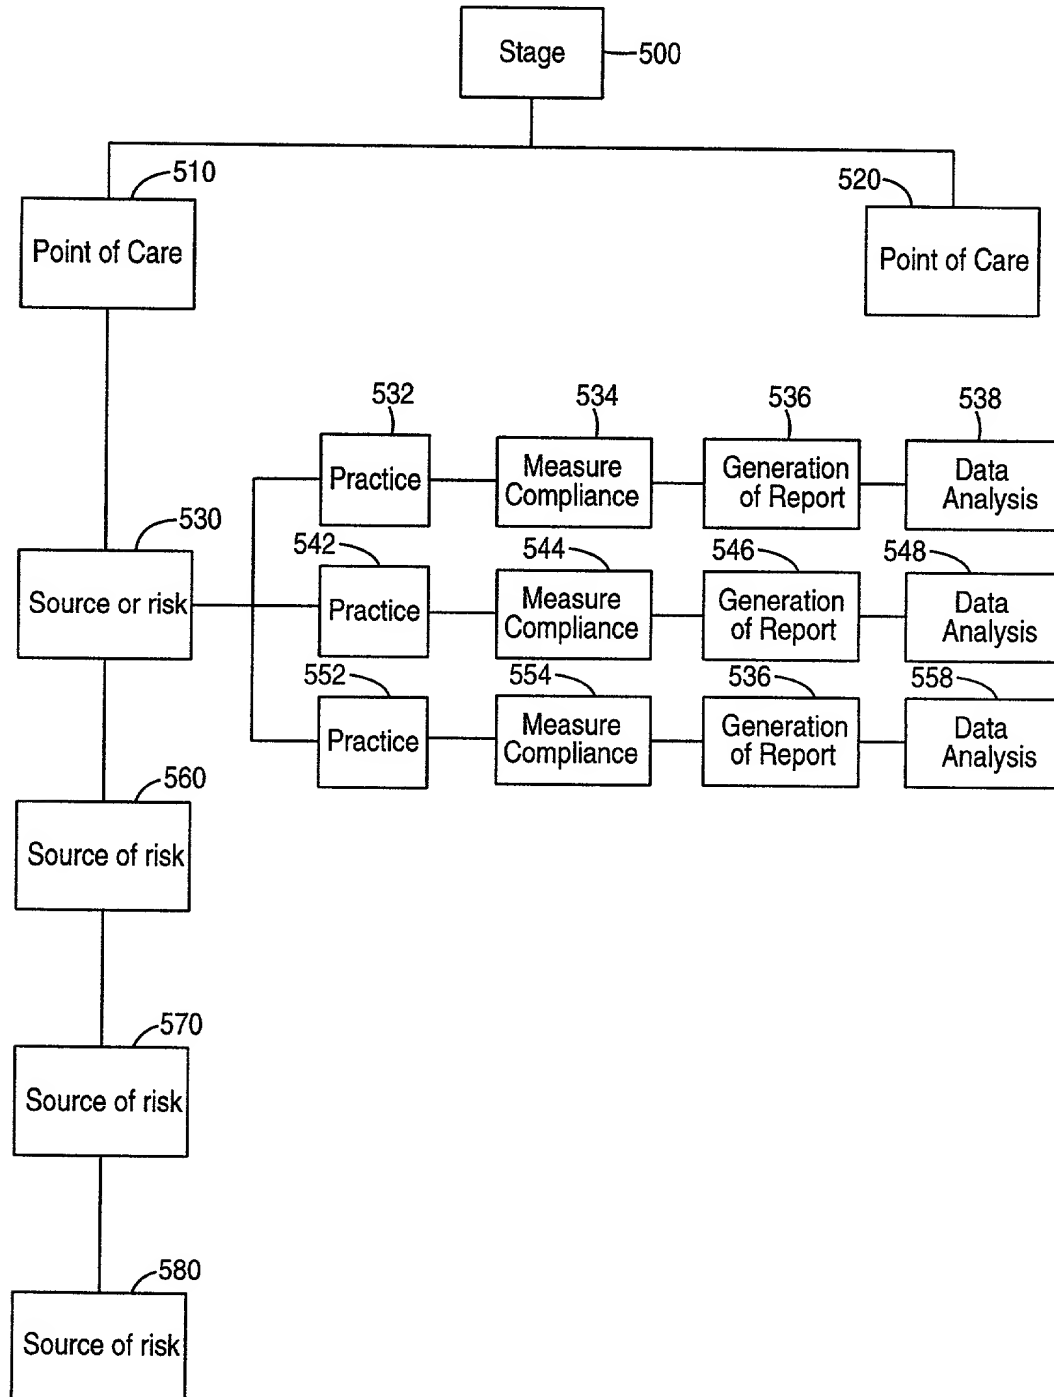 Stage
500
510
520
Point of Care
Point of Care
532
534
536
538
Practice
Measure
Compliance
Generation
of Report
Data
Analysis
530
Source or risk
542
544
546
548
Practice
Measure
Compliance
Generation
of Report
Data
Analysis
552
554
536
558
Practice
Measure
Compliance
Generation
of Report
Data
Analysis
560
Source of risk
570
Source of risk
580
Source of risk